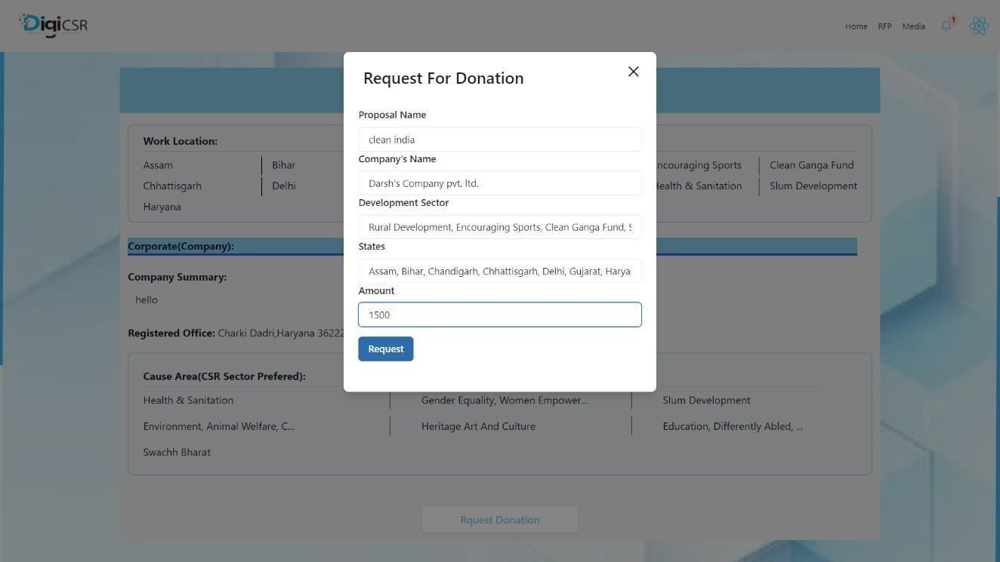 DigiCSR
Home RFP Media 1
Request For Donation
Proposal Name
clean india
Company's Name
Darsh's Company pvt. ltd.
Development Sector
Rural Development, Encouraging Sports, Clean Ganga Fund, S
States
Assam, Bihar, Chandigarh, Chhattisgarh, Delhi, Gujarat, Harya
Amount
1500
Request
Work Location:
Assam Bihar
Chhattisgarh Delhi
Haryana
ncouraging Sports Clean Ganga Fund
Health & Sanitation Slum Development
Corporate(Company):
Company Summary:
hello
Registered Office: Charki Dadri,Haryana 36222
Cause Area(CSR Sector Prefered):
Health & Sanitation Gender Equality, Women Empower... Slum Development
Environment, Animal Welfare, C... Heritage Art And Culture Education, Differently Abled, ...
Swachh Bharat
Rquest Donation